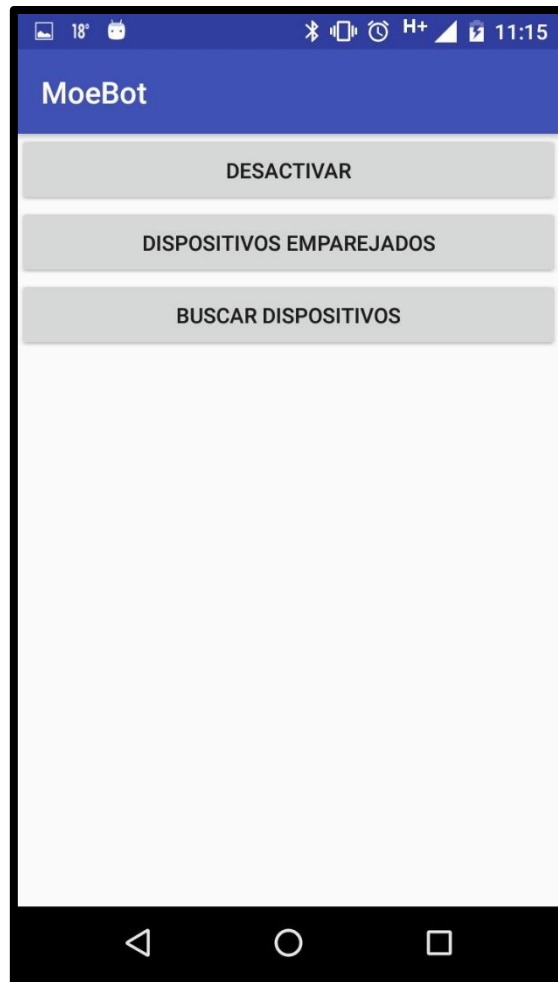 18° H+ 11:15
MoeBot
DESACTIVAR
DISPOSITIVOS EMPAREJADOS
BUSCAR DISPOSITIVOS